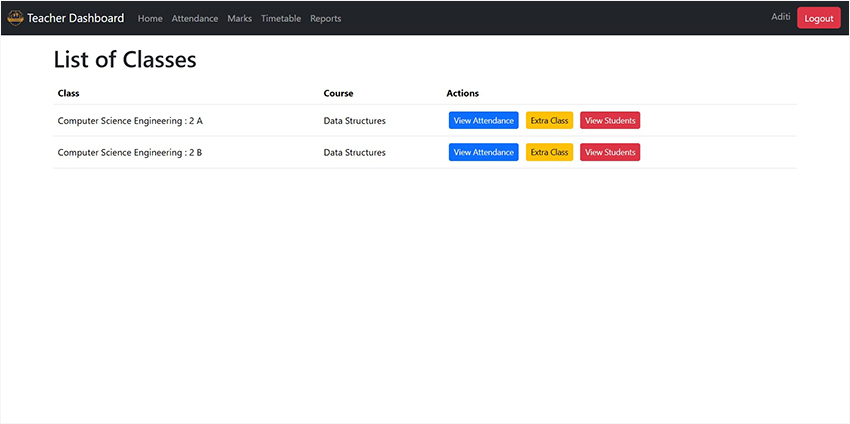 Teacher Dashboard Home Attendance Marks Timetable Reports Aditi Logout
List of Classes
Class Course Actions
Computer Science Engineering : 2 A Data Structures View Attendance Extra Class View Students
Computer Science Engineering : 2 B Data Structures View Attendance Extra Class View Students